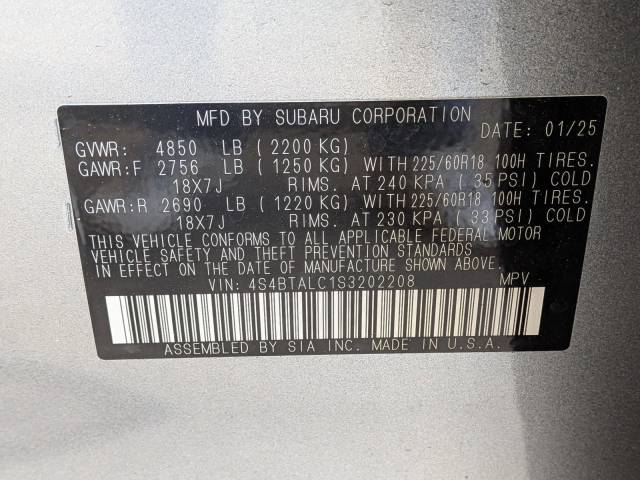 MFD BY SUBARU CORPORATION
DATE: 01/25
GVWR: 4850 LB (2200 KG)
GAWR:F 2756 LB (1250 KG) WITH 225/60R18 100H TIRES.
18X7J RIMS. AT 240 KPA (35 PSI) COLD
GAWR:R 2690 LB (1220 KG) WITH 225/60R18 100H TIRES.
18X7J RIMS. AT 230 KPA (33 PSI) COLD
THIS VEHICLE CONFORMS TO ALL APPLICABLE FEDERAL MOTOR
VEHICLE SAFETY AND THEFT PREVENTION STANDARDS
IN EFFECT ON THE DATE OF MANUFACTURE SHOWN ABOVE.
VIN: 4S4BTALC1S3202208 MPV
ASSEMBLED BY SIA INC. MADE IN U.S.A.